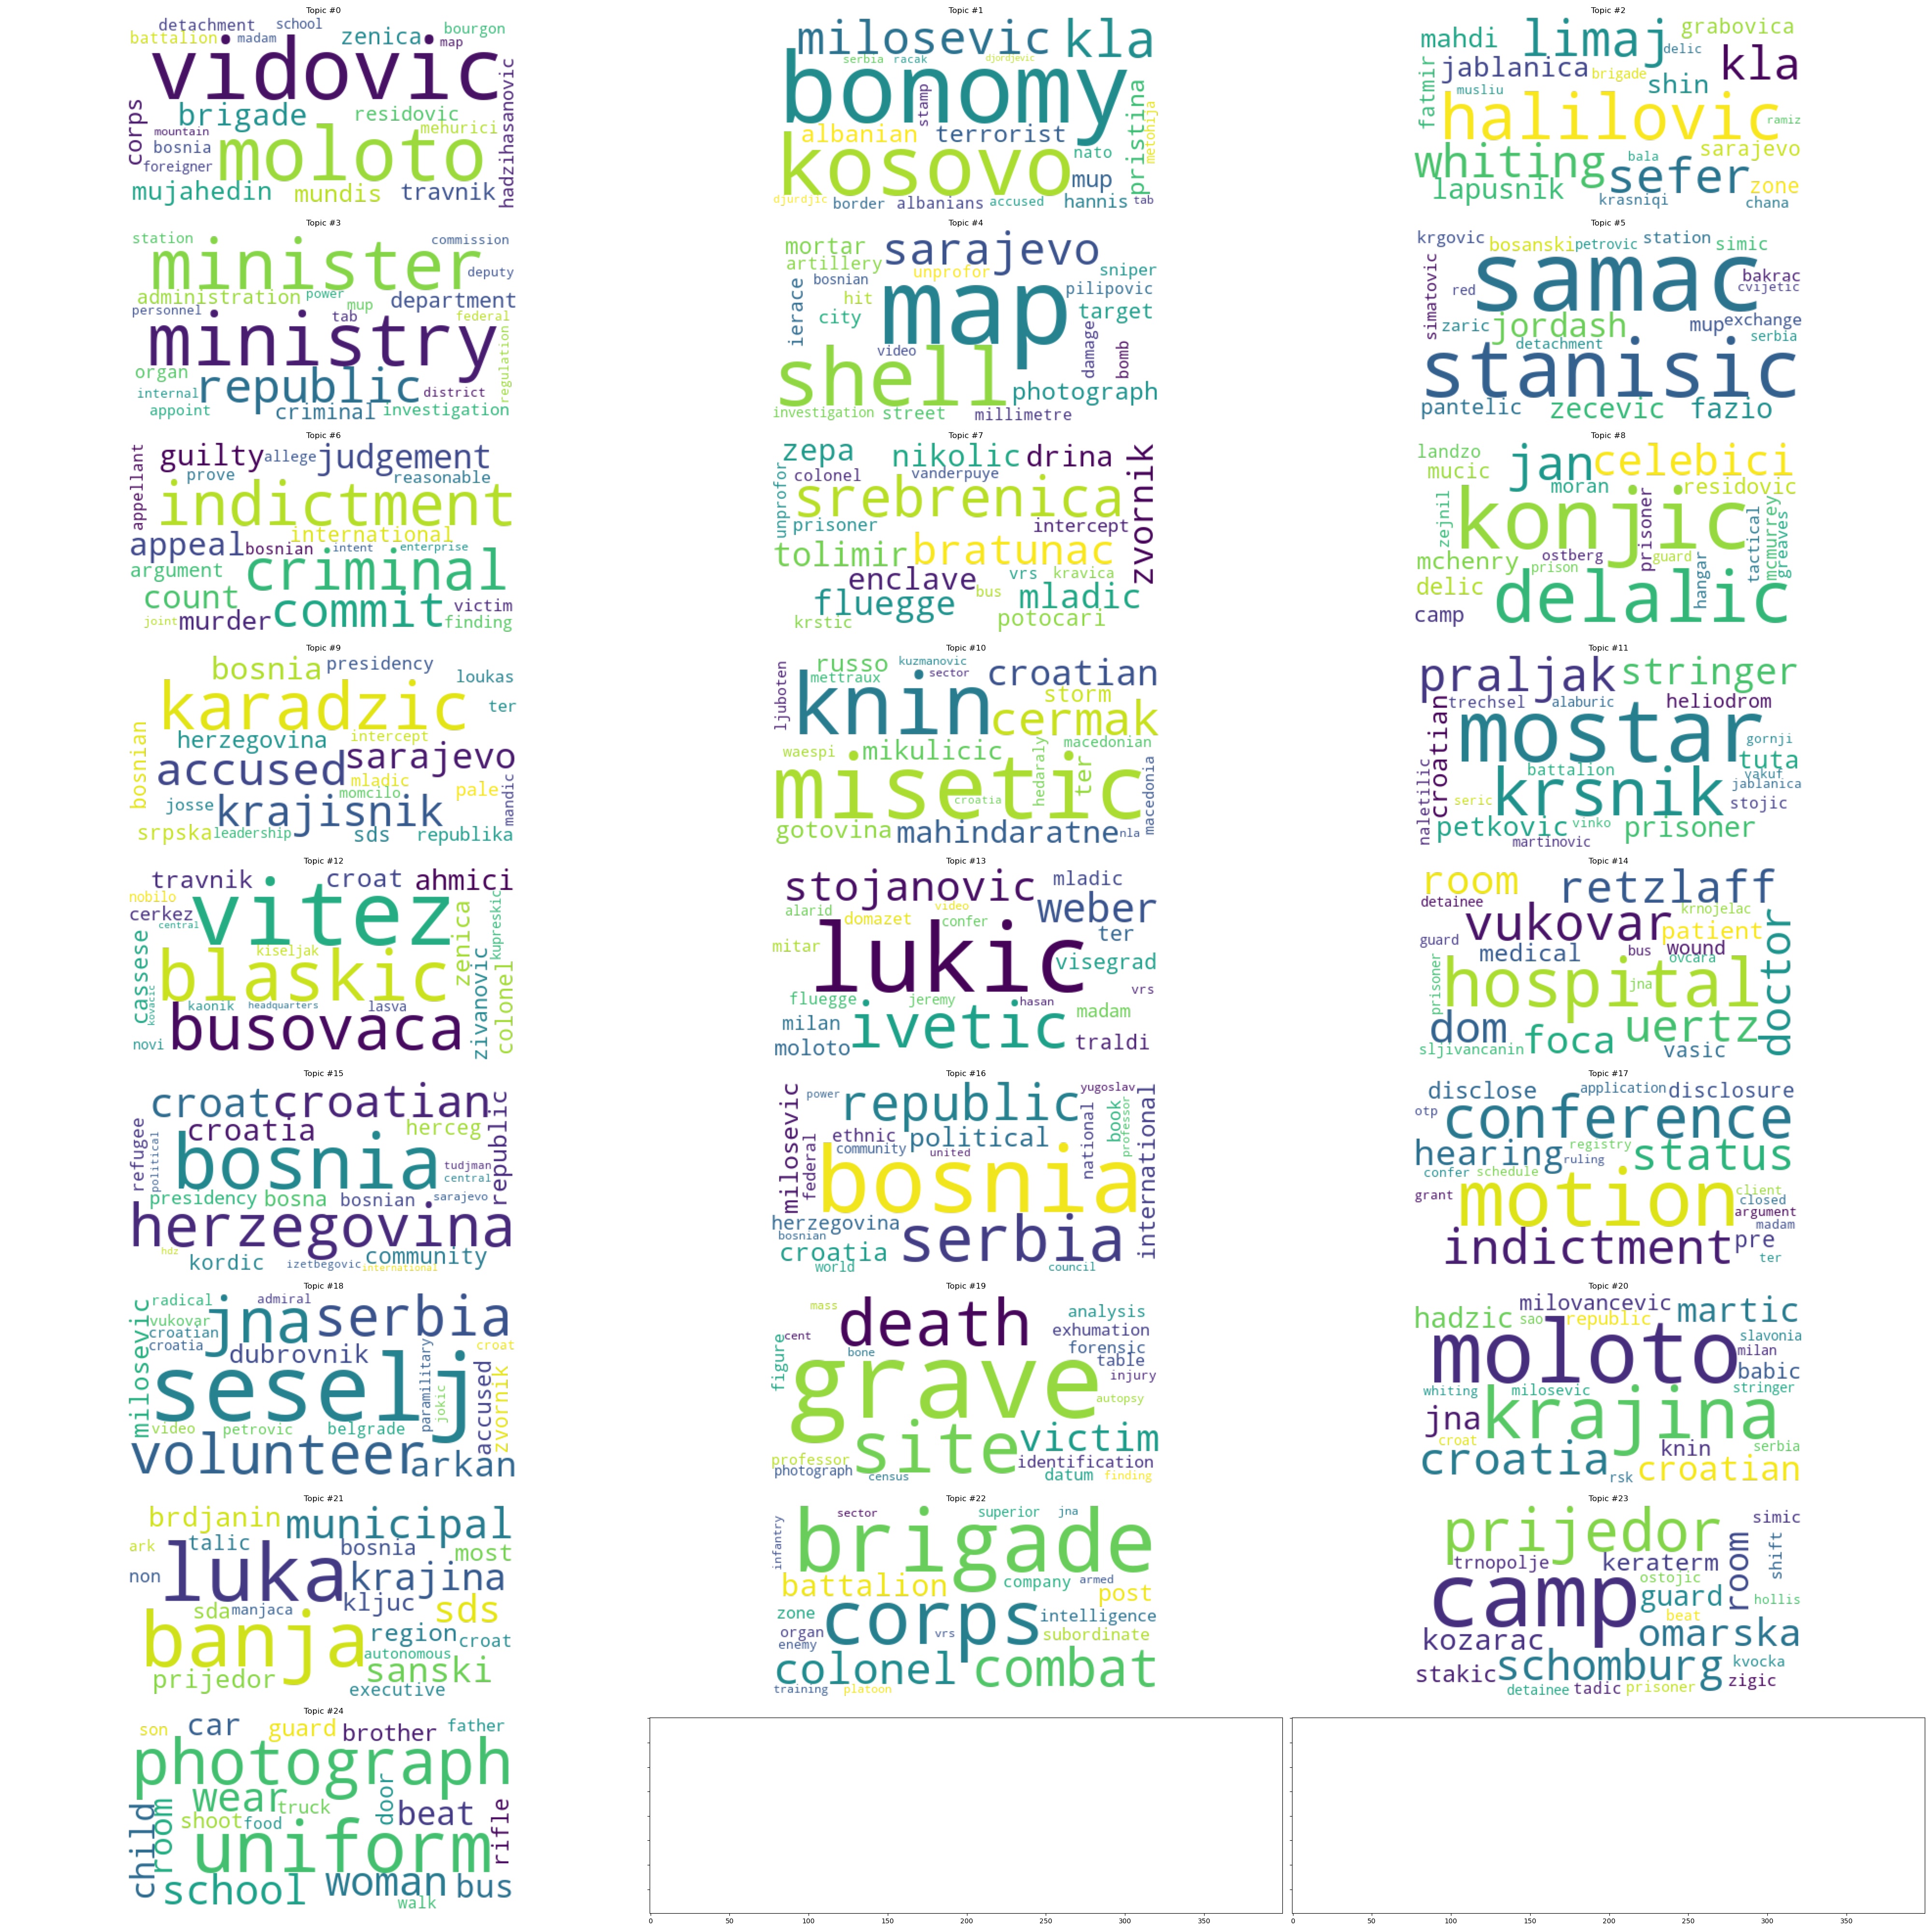 Topic #0
detachment school
battalion madam zenica bourgon
map
vidovic
corps brigade residovic hadzihasanovic
mountain mehurici
bosnia moloto
foreigner
mujahedin mundis travnik
Topic #1
milosevic kla
serbia racak djordjevic
bonomy
stamp pristina metohija
albanian terrorist
kosovo nato
mup
djurdjic border albanians accused hannis tab
Topic #2
mahdi limaj grabovica
delic kla
fatmir jablanica brigade shin
musliu
halilovic ramiz
whiting bala sarajevo
lapusnik sefer zone
krasniqi chana
Topic #3
station commission
minister deputy
administration power department
personnel mup
tab federal
ministry regulation
organ republic
internal district
appoint criminal investigation
Topic #4
mortar sarajevo
artillery unprofor sniper
bosnian pilipovic
ierace hit map target
city
video damage bomb
shell photograph
investigation street millimetre
Topic #5
krgovic bosanski petrovic station simic
simatovic samac bakrac
red cvijetic
zaric jordash mup exchange
detachment serbia
stanisic
pantelic zecevic fazio
Topic #6
appellant guilty allege judgement
prove reasonable
indictment
international
appeal bosnian intent enterprise
argument criminal
count commit victim
joint murder finding
Topic #7
zepa nikolic drina zvornik
unprofor colonel vanderpuye
srebrenica
prisoner intercept
tolimir bratunac
enclave vrs kravica
fluegge bus mladic
krstic potocari
Topic #8
landzo jan celebici
mucic moran residovic
zejnil konjic prisoner tactical mcmurrey greaves
mchenry ostberg guard
prison hangar
delic delalic
camp
Topic #9
bosnia presidency loukas
karadzic ter
bosnian herzegovina intercept
accused sarajevo
mladic
momcilo pale mandic
josse krajisnik
srpska leadership sds republika
Topic #10
ljuboten russo kuzmanovic croatian
mettraux sector
knin storm
cermak
waespi mikulicic hedaraly macedonian
misetic ter macedonia
croatia
gotovina mahindaratne nla
Topic #11
praljak stringer
croatian trechsel alaburic heliodrom
mostar gornji
naletilic battalion tuta
vakuf
jablanica
seric krsnik stojic
petkovic vinko prisoner
martinovic
Topic #12
travnik croat ahmici
nobilo vitez
cerkez kupreskic
central zenica
cassese kiseljak
blaskic zivanovic colonel
kovacic kaonik headquarters lasva
novi busovaca
Topic #13
stojanovic mladic
alarid video weber
domazet confer
mitar lukic ter
visegrad
vrs
fluegge jeremy hasan madam
milan ivetic
moloto traldi
Topic #14
room retzlaff
detainee vukovar krnojelac
guard patient doctor
medical bus wound
ovcara
prisoner hospital
jna
dom foca uertz
sljivancanin vasic
Topic #15
croat croatian
refugee political croatia herceg republic
bosnia
tudjman
central
presidency bosna bosnian sarajevo
herzegovina
hdz kordic community
izetbegovic international
Topic #16
milosevic power republic yugoslav
federal ethnic political national book professor international
community
united
bosnia
herzegovina
bosnian serbia
croatia
world council
Topic #17
disclose application disclosure
otp conference
hearing registry status
ruling
confer schedule
grant motion client
closed
argument
madam
indictment pre
ter
Topic #18
milosevic radical admiral serbia
vukovar jna
croatian
croatia dubrovnik croat
seselj paramilitary accused zvornik
jokic
video petrovic belgrade
volunteer arkan
Topic #19
mass death analysis
cent exhumation
bone forensic
figure table
grave injury
autopsy
site victim
professor identification
photograph census datum finding
Topic #20
hadzic milovancevic martic
sao republic
moloto slavonia
milan
babic
whiting milosevic stringer
jna krajina
croat knin serbia
croatia rsk croatian
Topic #21
brdjanin municipal
ark talic bosnia most
non luka krajina
sda manjaca kljuc sds
banja region croat
autonomous
prijedor sanski
executive
Topic #22
infantry sector superior jna
brigade
battalion company armed post
zone corps intelligence
organ vrs subordinate
enemy
colonel combat
training platoon
Topic #23
prijedor simic
trnopolje keraterm room shift
camp ostojic
guard hollis
beat
kozarac omarska
stakic schomburg kvocka
zigic
detainee tadic prisoner
Topic #24
son car guard brother father
photograph
wear door
child room truck beat rifle
shoot food
uniform
school woman bus
walk
0 50 100 150 200 250 300 350
0 50 100 150 200 250 300 350